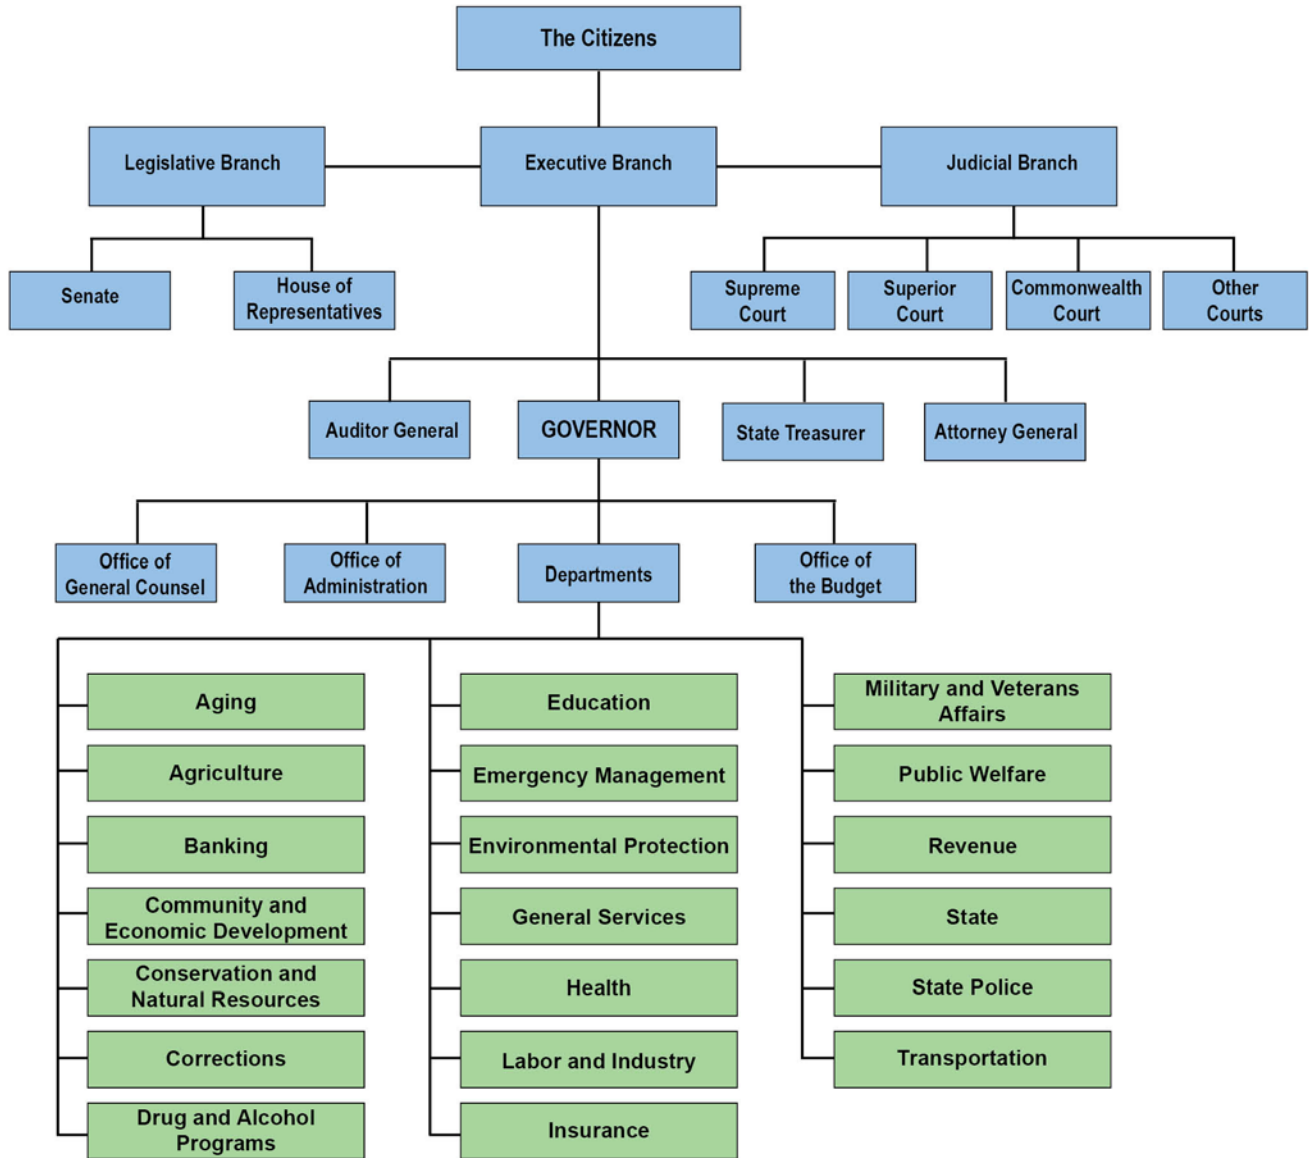 The Citizens
Legislative Branch
Executive Branch
Judicial Branch
Senate
House of
Representatives
Supreme
Court
Superior
Court
Commonwealth
Court
Other
Courts
Auditor General
GOVERNOR
State Treasurer
Attorney General
Office of
General Counsel
Office of
Administration
Departments
Office of
the Budget
Aging
Agriculture
Banking
Community and
Economic Development
Conservation and
Natural Resources
Corrections
Drug and Alcohol
Programs
Education
Emergency Management
Environmental Protection
General Services
Health
Labor and Industry
Insurance
Military and Veterans
Affairs
Public Welfare
Revenue
State
State Police
Transportation